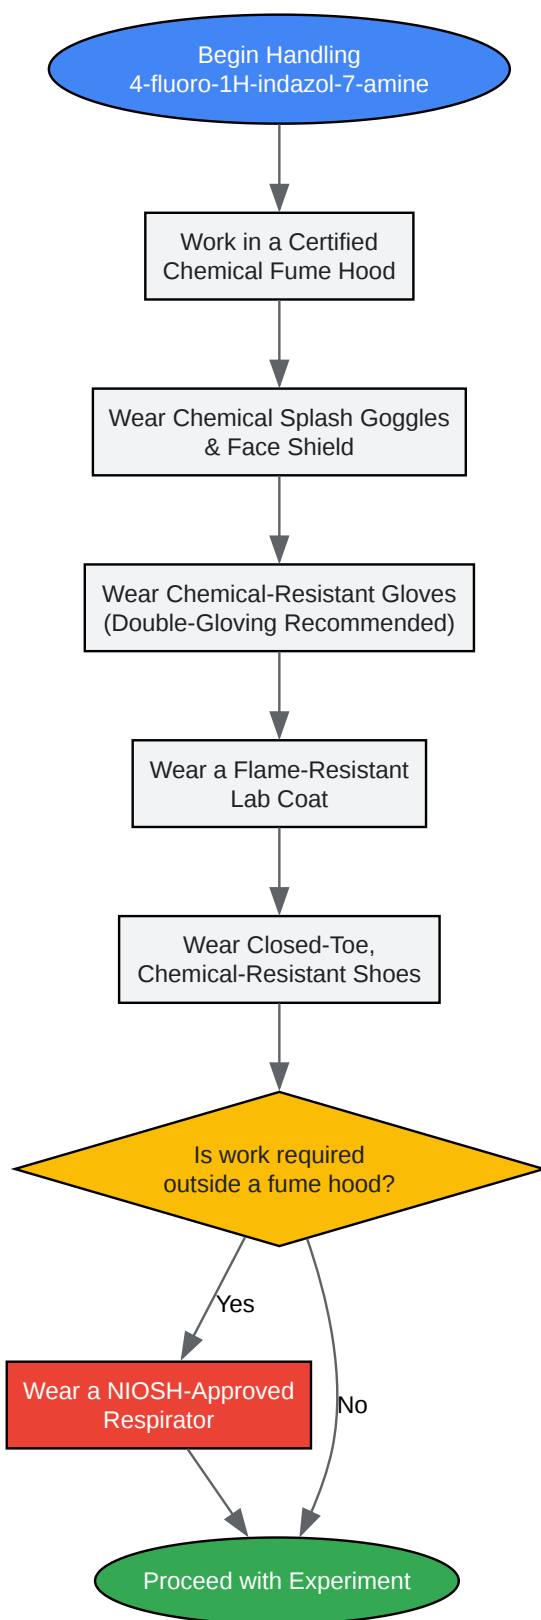 Begin Handling
4-fluoro-1H-indazol-7-amine
Work in a Certified
Chemical Fume Hood
Wear Chemical Splash Goggles
& Face Shield
Wear Chemical-Resistant Gloves
(Double-Gloving Recommended)
Wear a Flame-Resistant
Lab Coat
Wear Closed-Toe,
Chemical-Resistant Shoes
Is work required
outside a fume hood?
Yes
Wear a NIOSH-Approved
Respirator
No
Proceed with Experiment